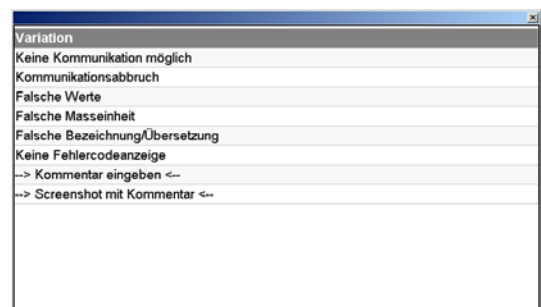 Variation
Keine Kommunikation möglich
Kommunikationsabbruch
Falsche Werte
Falsche Masseinheit
Falsche Bezeichnung/Übersetzung
Keine Fehlercodeanzeige
--> Kommentar eingeben <--
--> Screenshot mit Kommentar <--